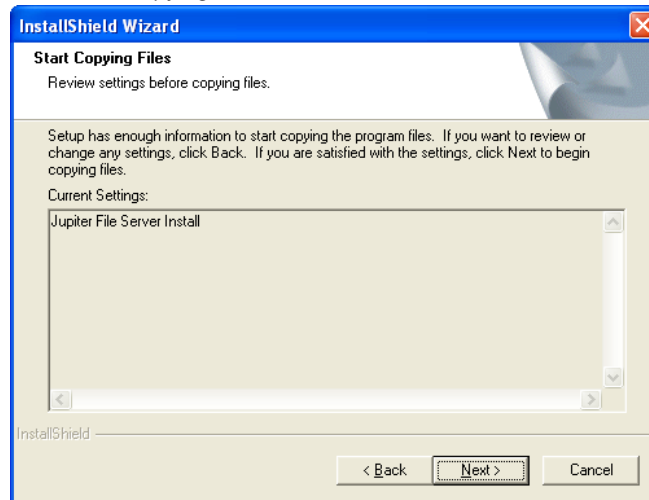 InstallShield Wizard
Start Copying Files
Review settings before copying files.
Setup has enough information to start copying the program files. If you want to review or
change any settings, click Back. If you are satisfied with the settings, click Next to begin
copying files.
Current Settings:
Jupiter File Server Install
InstallShield
< Back Next > Cancel